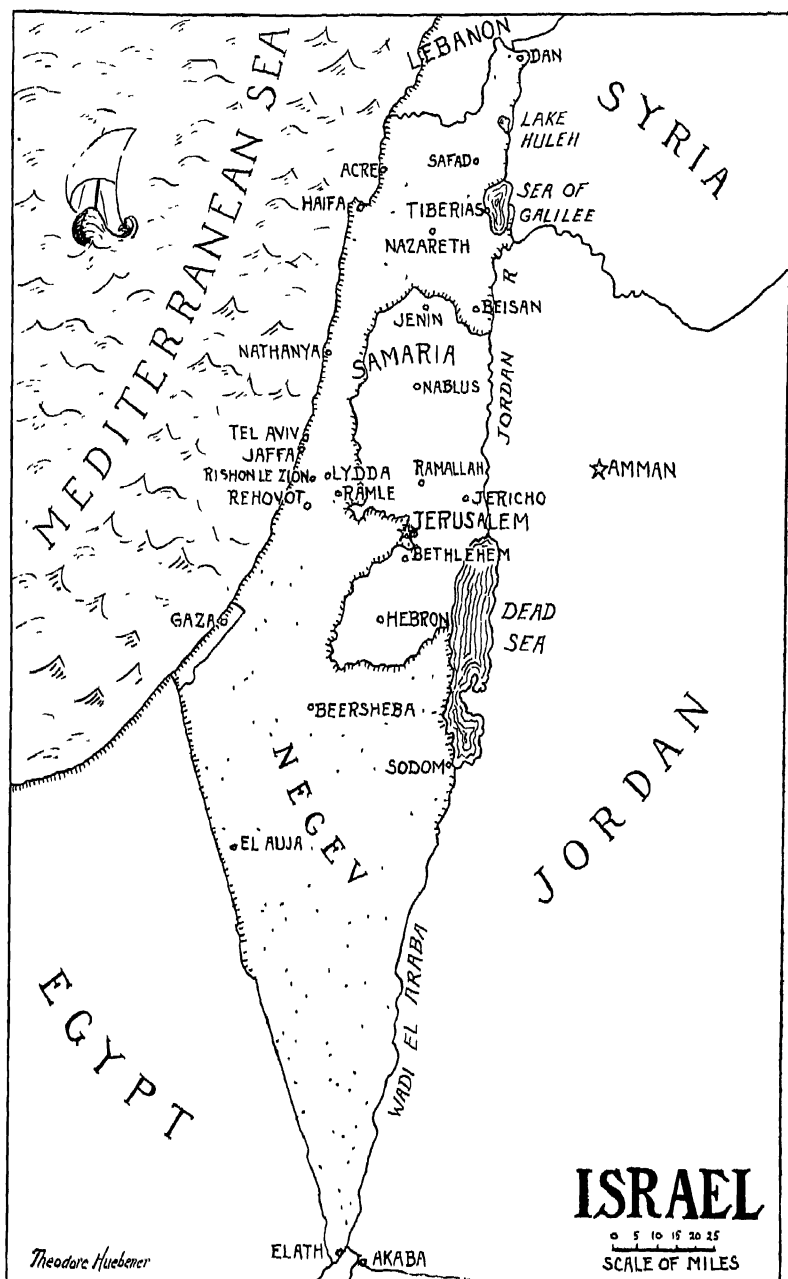 LEBANON
DAN
SYRIA
LAKE
HULEH
MEDITERRANEAN SEA
ACRE
SAFAD
HAIFA
TIBERIAS
SEA OF
GALILEE
NAZARETH
JORDAN R
JENIN
BEISAN
NATHANYA
SAMARIA
NABLUS
TEL AVIV
JAFFA
RISHON LE ZION
LYDDA
RAMALLAH
AMMAN
REHOVOT
RAMLE
JERICHO
JERUSALEM
BETHLEHEM
GAZA
HEBRON
DEAD
SEA
BEERSHEBA
NEGEV
SODOM
JORDAN
EL AUJA
WADI EL ARABA
EGYPT
ISRAEL
0 5 10 15 20 25
SCALE OF MILES
ELATH
AKABA
Theodore Huebener